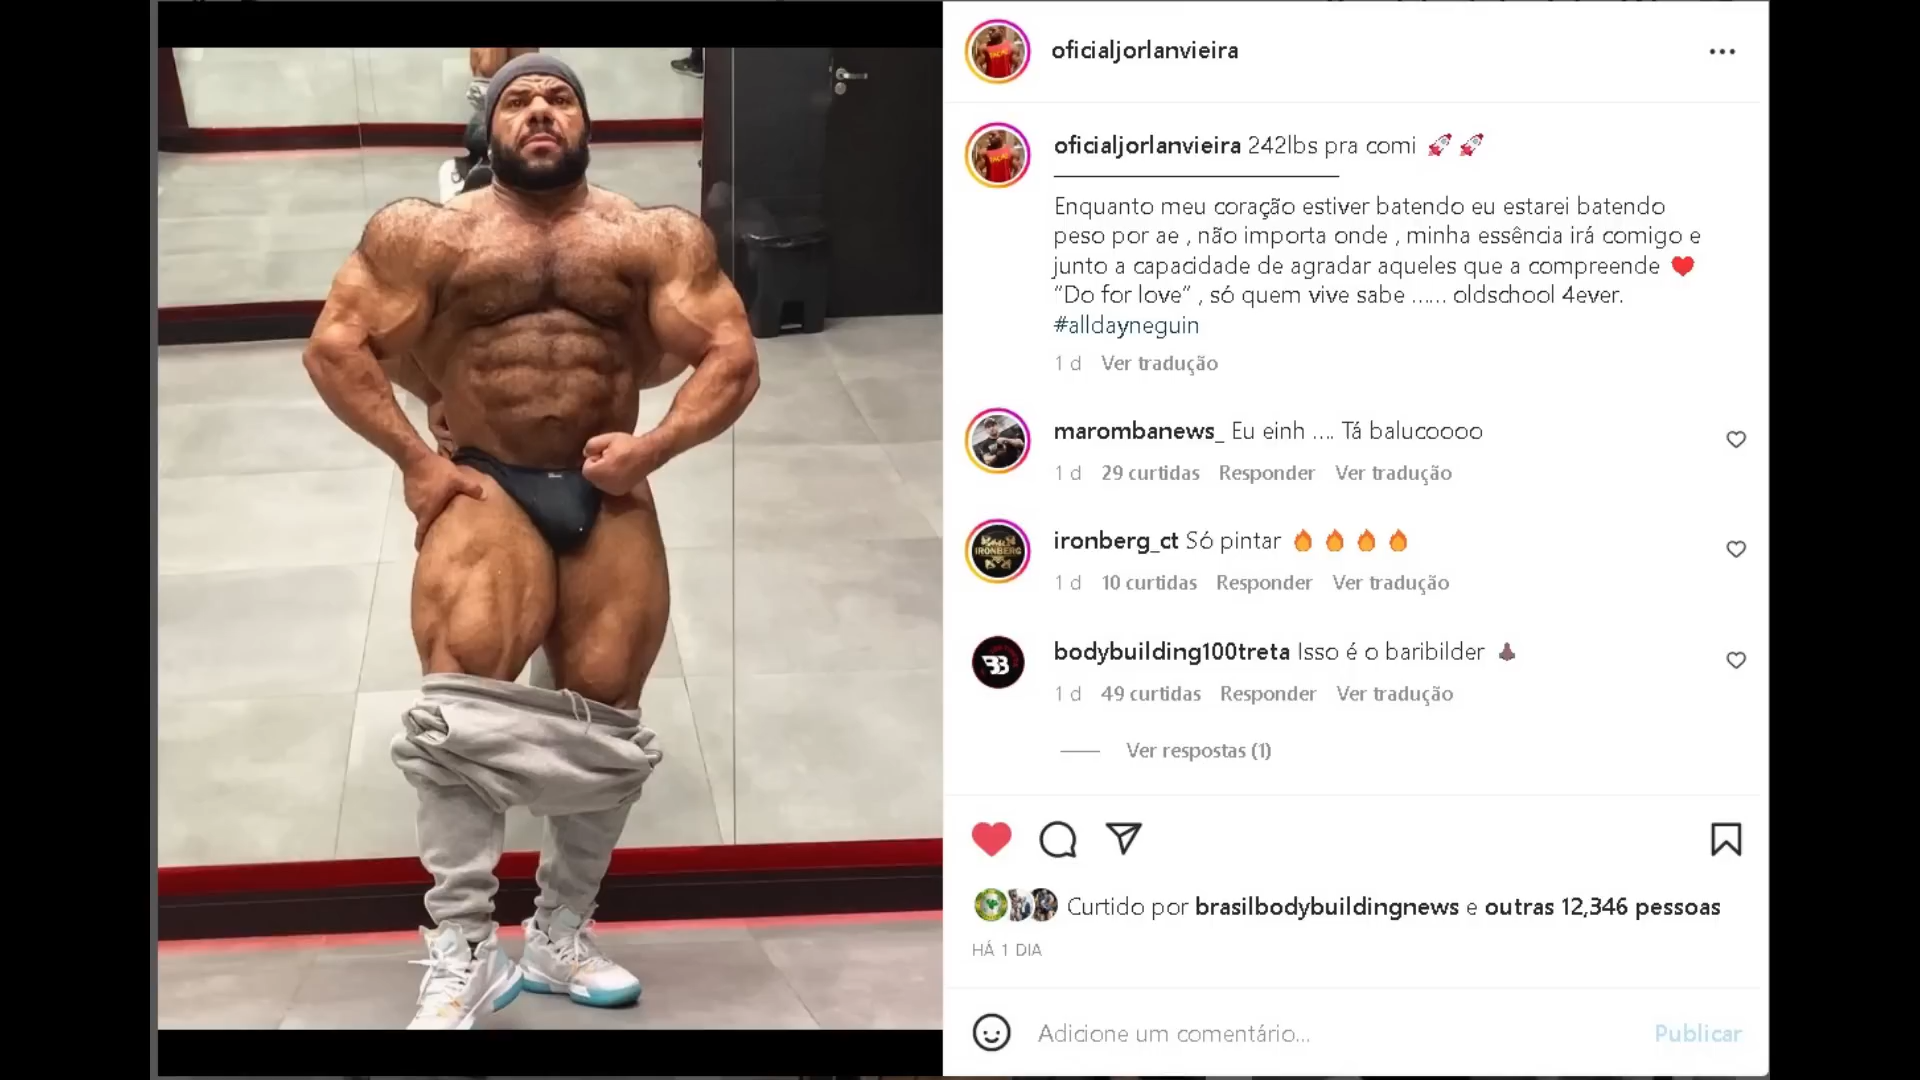 oficialjorlanvieira
oficialjorlanvieira 242lbs pra comi 🚀 🚀
Enquanto meu coração estiver batendo eu estarei batendo
peso por ae , não importa onde , minha essência irá comigo e
junto a capacidade de agradar aqueles que a compreende ♥
“Do for love” , só quem vive sabe …… oldschool 4ever.
#alldayneguin
1 d Ver tradução
marombanews_ Eu einh .... Tá balucoooo
1 d 29 curtidas Responder Ver tradução
IRONBERG
ironberg_ct Só pintar 🔥 🔥 🔥 🔥
1 d 10 curtidas Responder Ver tradução
bodybuilding100treta Isso é o baribilder 👃🏿
1 d 49 curtidas Responder Ver tradução
Ver respostas (1)
Curtido por brasilbodybuildingnews e outras 12,346 pessoas
HÁ 1 DIA
Adicione um comentário... Publicar